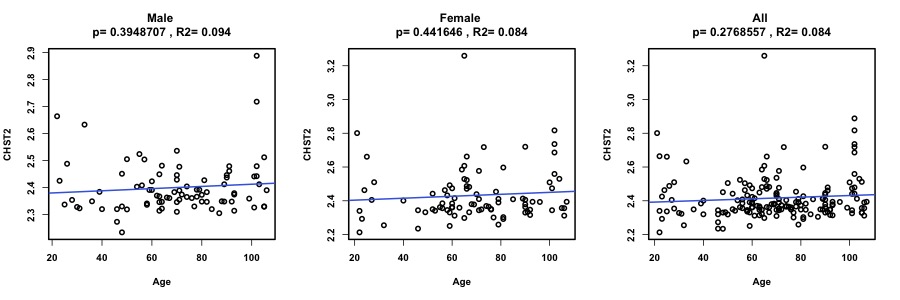 Male
p= 0.3948707 , R2= 0.094
CHST2
2.9
2.8
2.7
2.6
2.5
2.4
2.3
20 40 60 80 100
Age
Female
p= 0.441646 , R2= 0.084
CHST2
3.2
3.0
2.8
2.6
2.4
2.2
20 40 60 80 100
Age
All
p= 0.2768557 , R2= 0.084
CHST2
3.2
3.0
2.8
2.6
2.4
2.2
20 40 60 80 100
Age